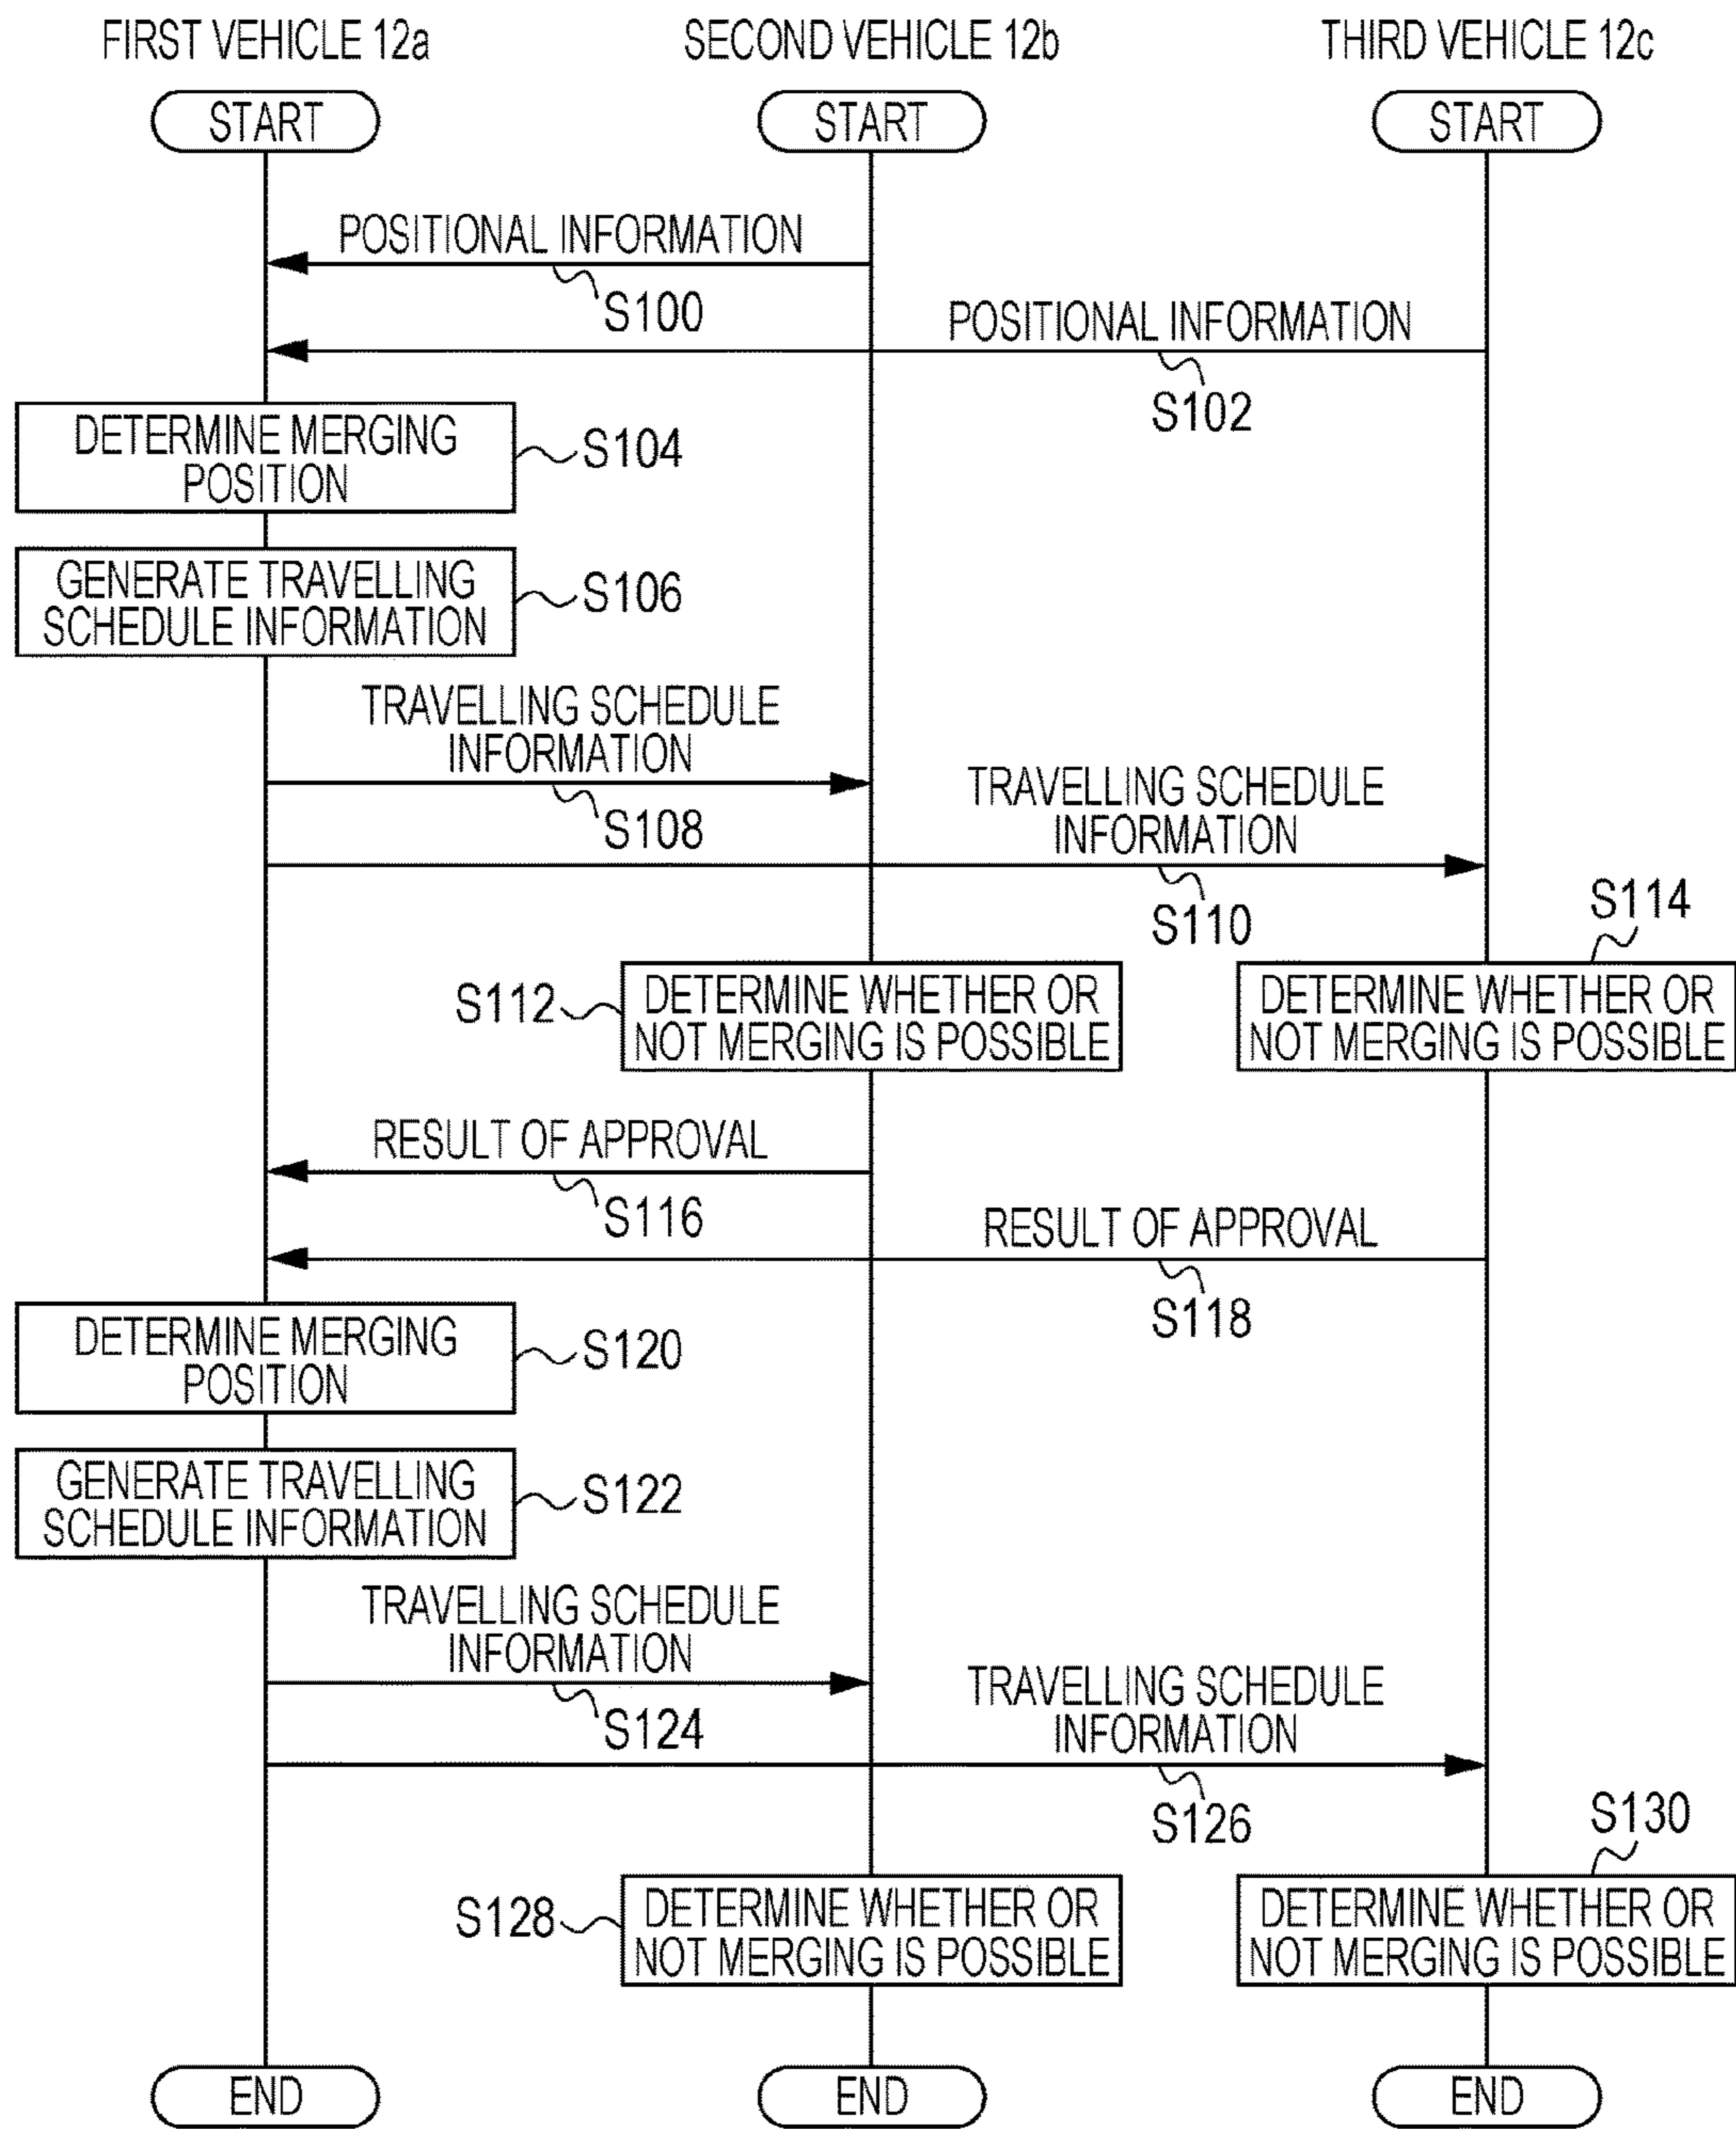 FIRST VEHICLE 12a
SECOND VEHICLE 12b
THIRD VEHICLE 12c
START
START
START
POSITIONAL INFORMATION
S100
POSITIONAL INFORMATION
S102
DETERMINE MERGING
POSITION
S104
GENERATE TRAVELLING
SCHEDULE INFORMATION
S106
TRAVELLING SCHEDULE
INFORMATION
S108
TRAVELLING SCHEDULE
INFORMATION
S110
S114
S112
DETERMINE WHETHER OR
NOT MERGING IS POSSIBLE
DETERMINE WHETHER OR
NOT MERGING IS POSSIBLE
RESULT OF APPROVAL
S116
RESULT OF APPROVAL
S118
DETERMINE MERGING
POSITION
S120
GENERATE TRAVELLING
SCHEDULE INFORMATION
S122
TRAVELLING SCHEDULE
INFORMATION
S124
TRAVELLING SCHEDULE
INFORMATION
S126
S130
S128
DETERMINE WHETHER OR
NOT MERGING IS POSSIBLE
DETERMINE WHETHER OR
NOT MERGING IS POSSIBLE
END
END
END